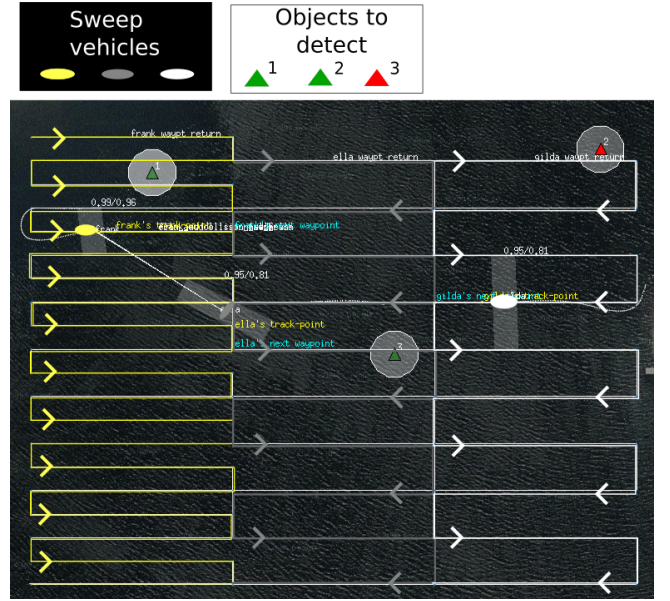 Sweep
vehicles
Objects to
detect
1
2
3
frank waypt return
ella waypt return
2
gilda waypt return
1
0.99/0.96
frank's track-point
waypoint
frank
0.95/0.81
0.95/0.81
gilda's
track-point
a
ella's track-point
ella's next waypoint
3